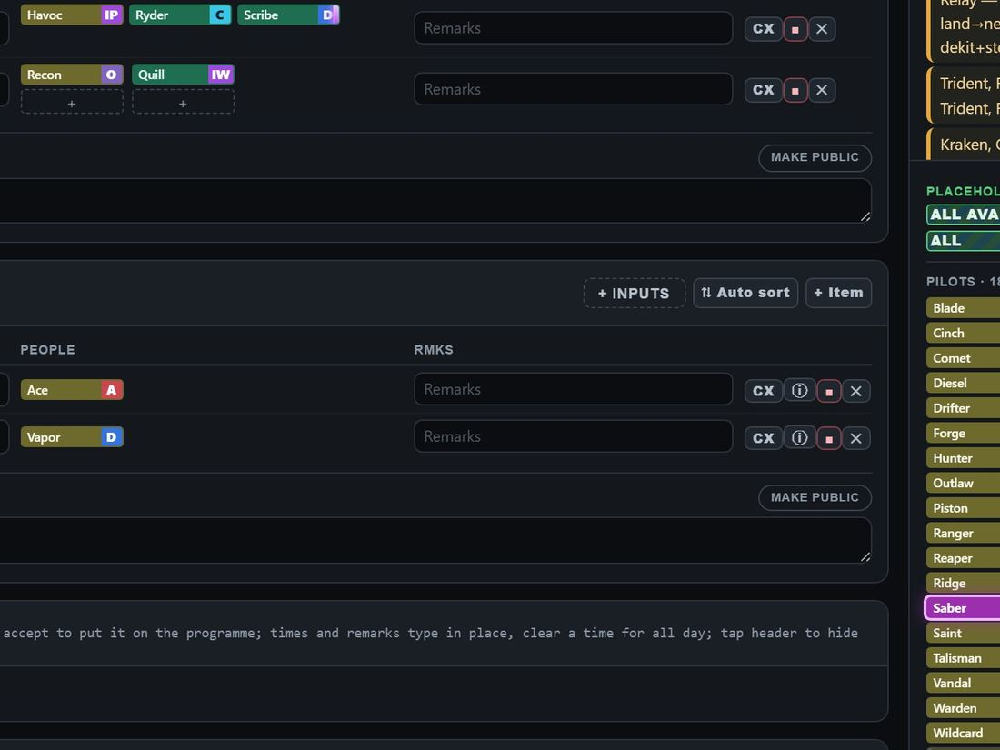 Havoc IP Ryder C Scribe D
Remarks
CX
Recon O Quill IW
+ +
Remarks
CX
MAKE PUBLIC
+ INPUTS
Auto sort
+ Item
PEOPLE
RMKS
Ace A
Remarks
CX
Vapor D
Remarks
CX
MAKE PUBLIC
accept to put it on the programme; times and remarks type in place, clear a time for all day; tap header to hide
Relay —
land→ne
dekit+st
Trident, F
Trident, F
Kraken,
PLACEHOL
ALL AVA
ALL
PILOTS · 18
Blade
Cinch
Comet
Diesel
Drifter
Forge
Hunter
Outlaw
Piston
Ranger
Reaper
Ridge
Saber
Saint
Talisman
Vandal
Warden
Wildcard